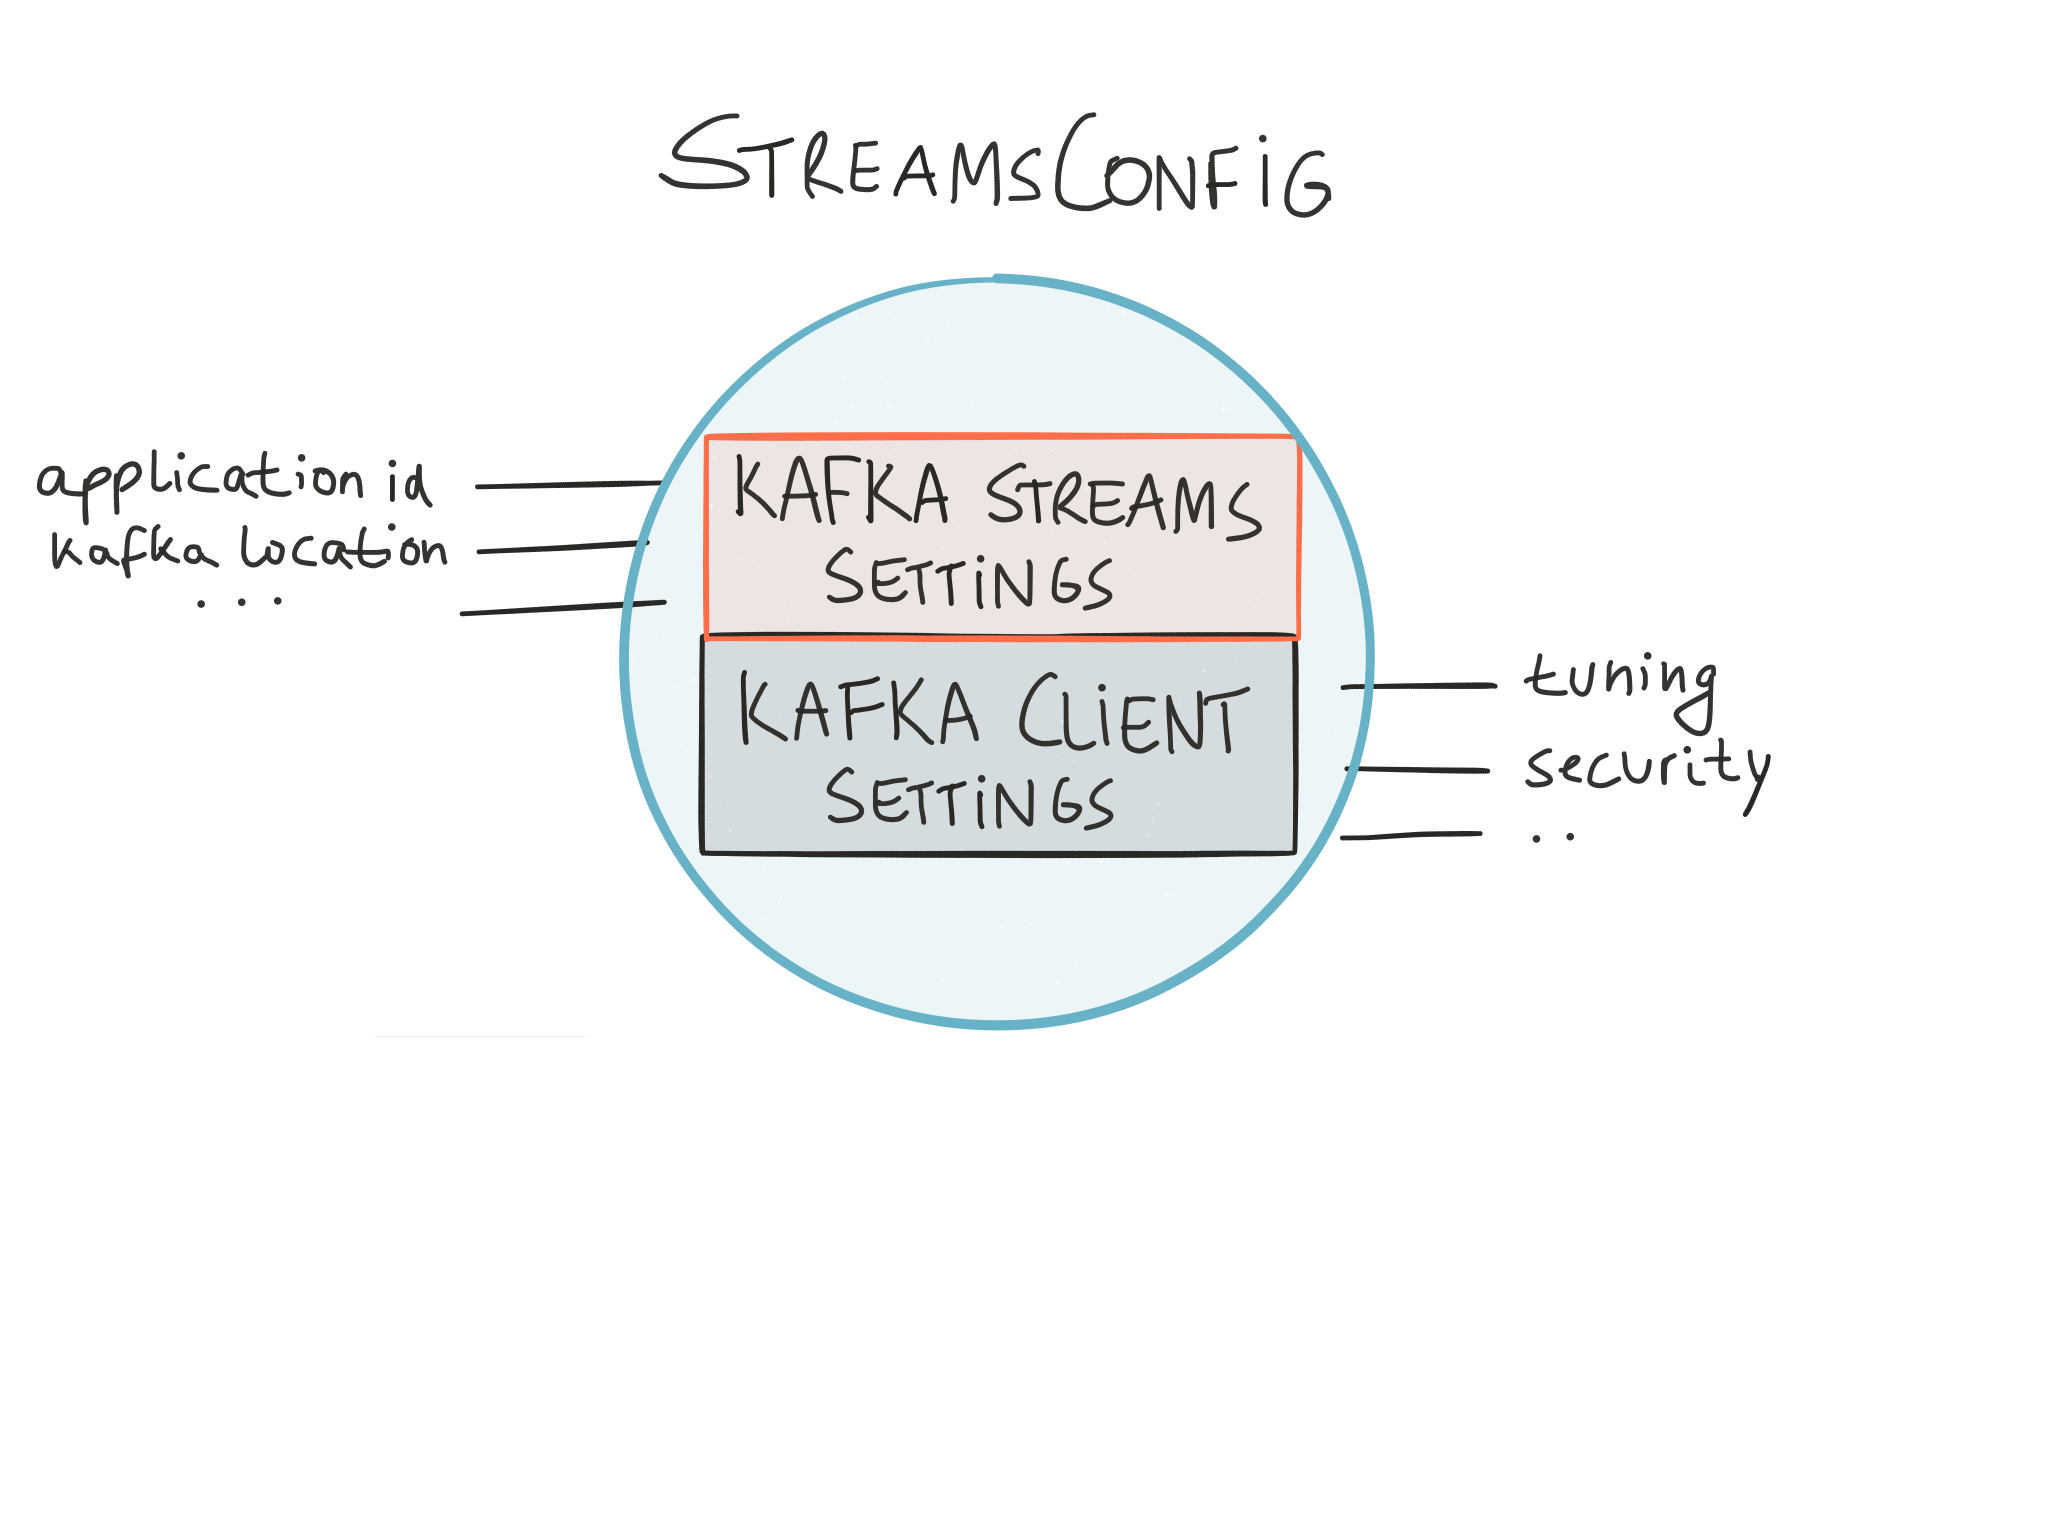 STREAMSCONFiG
application id
kafka location
...
KAFKA STREAMS
SETTiNGS
KAFKA CLiENT
SETTiNGS
tuning
security
..